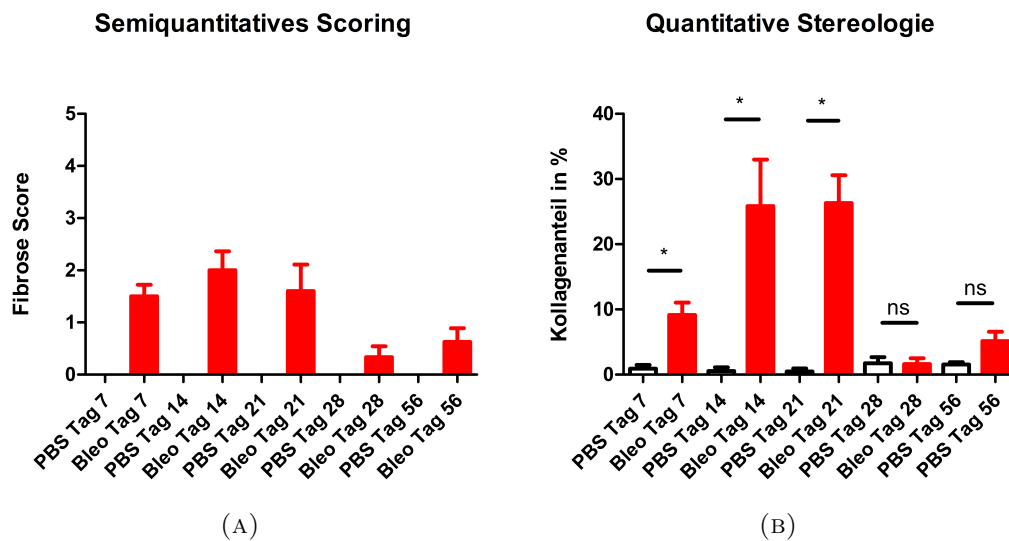 Semiquantitatives Scoring
5
4
3
2
1
0
Fibrose Score
PBS Tag 7
Bleo Tag 7
PBS Tag 14
Bleo Tag 14
PBS Tag 21
Bleo Tag 21
PBS Tag 28
Bleo Tag 28
PBS Tag 56
Bleo Tag 56
(A)
Quantitative Stereologie
40
30
20
10
0
Kollagenanteil in %
*
*
*
ns
ns
PBS Tag 7
Bleo Tag 7
PBS Tag 14
Bleo Tag 14
PBS Tag 21
Bleo Tag 21
PBS Tag 28
Bleo Tag 28
PBS Tag 56
PBS Tag 56
(B)